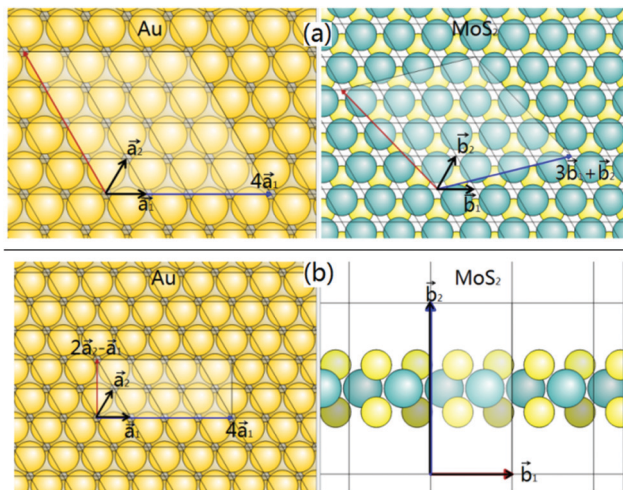 Au
(a)
MoS₂
a⃗₂
4a⃗₁
a⃗₁
b⃗₂
3b⃗₁+b⃗₂
b⃗₁
Au
(b)
MoS₂
2a⃗₂-a⃗₁
a⃗₂
a⃗₁
4a⃗₁
b⃗₂
b⃗₁